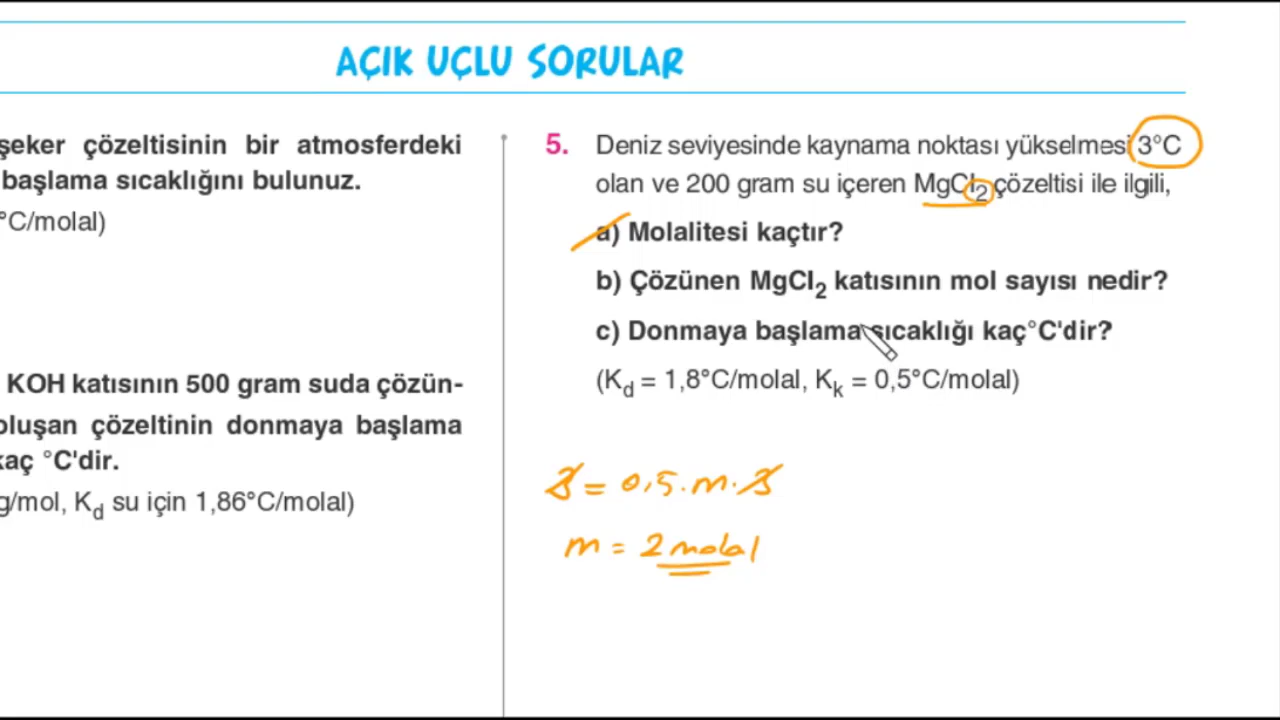 AÇIK UÇLU SORULAR
şeker çözeltisinin bir atmosferdeki
başlama sıcaklığını bulunuz.
°C/molal)
KOH katısının 500 gram suda çözün-
oluşan çözeltinin donmaya başlama
kaç °C'dir.
g/mol, Kd su için 1,86°C/molal)
5. Deniz seviyesinde kaynama noktası yükselmesi 3°C
olan ve 200 gram su içeren MgCl2 çözeltisi ile ilgili,
a) Molalitesi kaçtır?
b) Çözünen MgCl2 katısının mol sayısı nedir?
c) Donmaya başlama sıcaklığı kaç°C'dir?
(Kd = 1,8°C/molal, Kk = 0,5°C/molal)
3 = 0,5.m.3
m = 2 molal